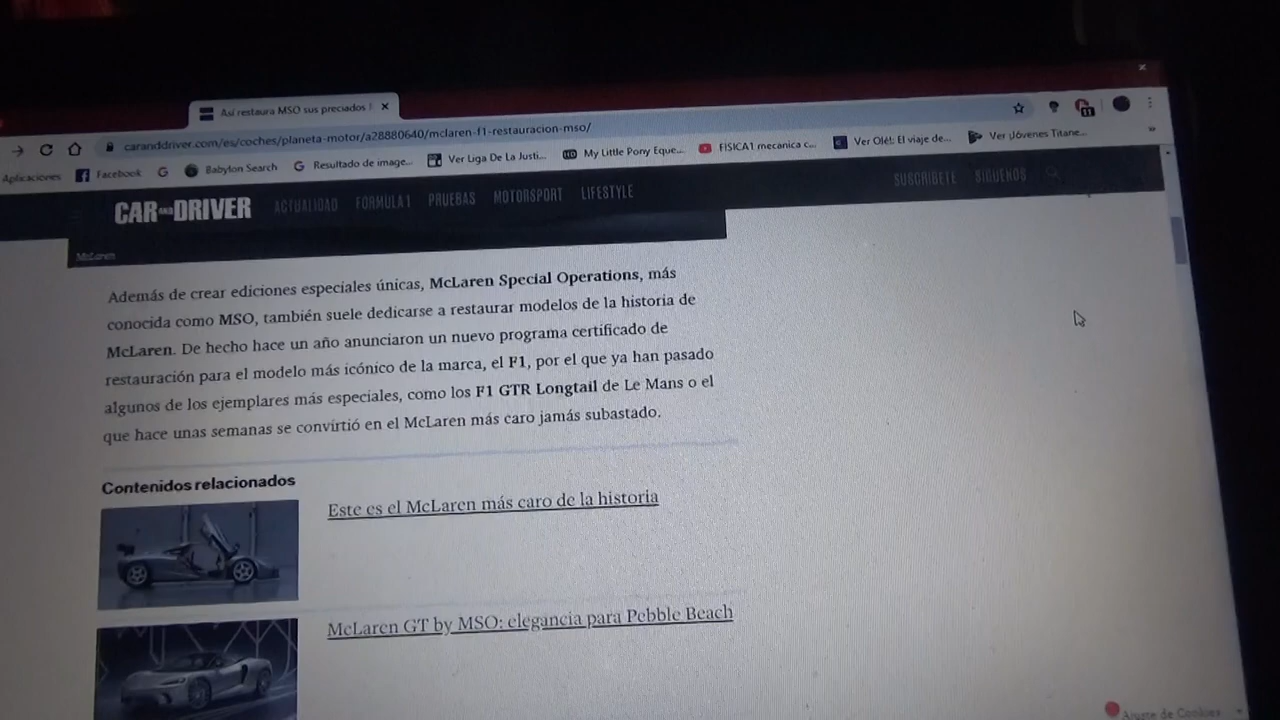 Así restaura MSO sus preciados
caranddriver.com/es/coches/planeta-motor/a28880640/mclaren-f1-restauracion-mso/
Aplicaciones Facebook Babylon Search Resultado de image... Ver Liga De La Justi... My Little Pony Eque... FÍSICA1 mecánica c... Ver Olé!: El viaje de... Ver Jóvenes Titane...
CAR AND DRIVER ACTUALIDAD FÓRMULA 1 PRUEBAS MOTORSPORT LIFESTYLE SUSCRÍBETE SÍGUENOS
McLaren
Además de crear ediciones especiales únicas, McLaren Special Operations, más
conocida como MSO, también suele dedicarse a restaurar modelos de la historia de
McLaren. De hecho hace un año anunciaron un nuevo programa certificado de
restauración para el modelo más icónico de la marca, el F1, por el que ya han pasado
algunos de los ejemplares más especiales, como los F1 GTR Longtail de Le Mans o el
que hace unas semanas se convirtió en el McLaren más caro jamás subastado.
Contenidos relacionados
Este es el McLaren más caro de la historia
McLaren GT by MSO: elegancia para Pebble Beach
Ajuste de Cookies